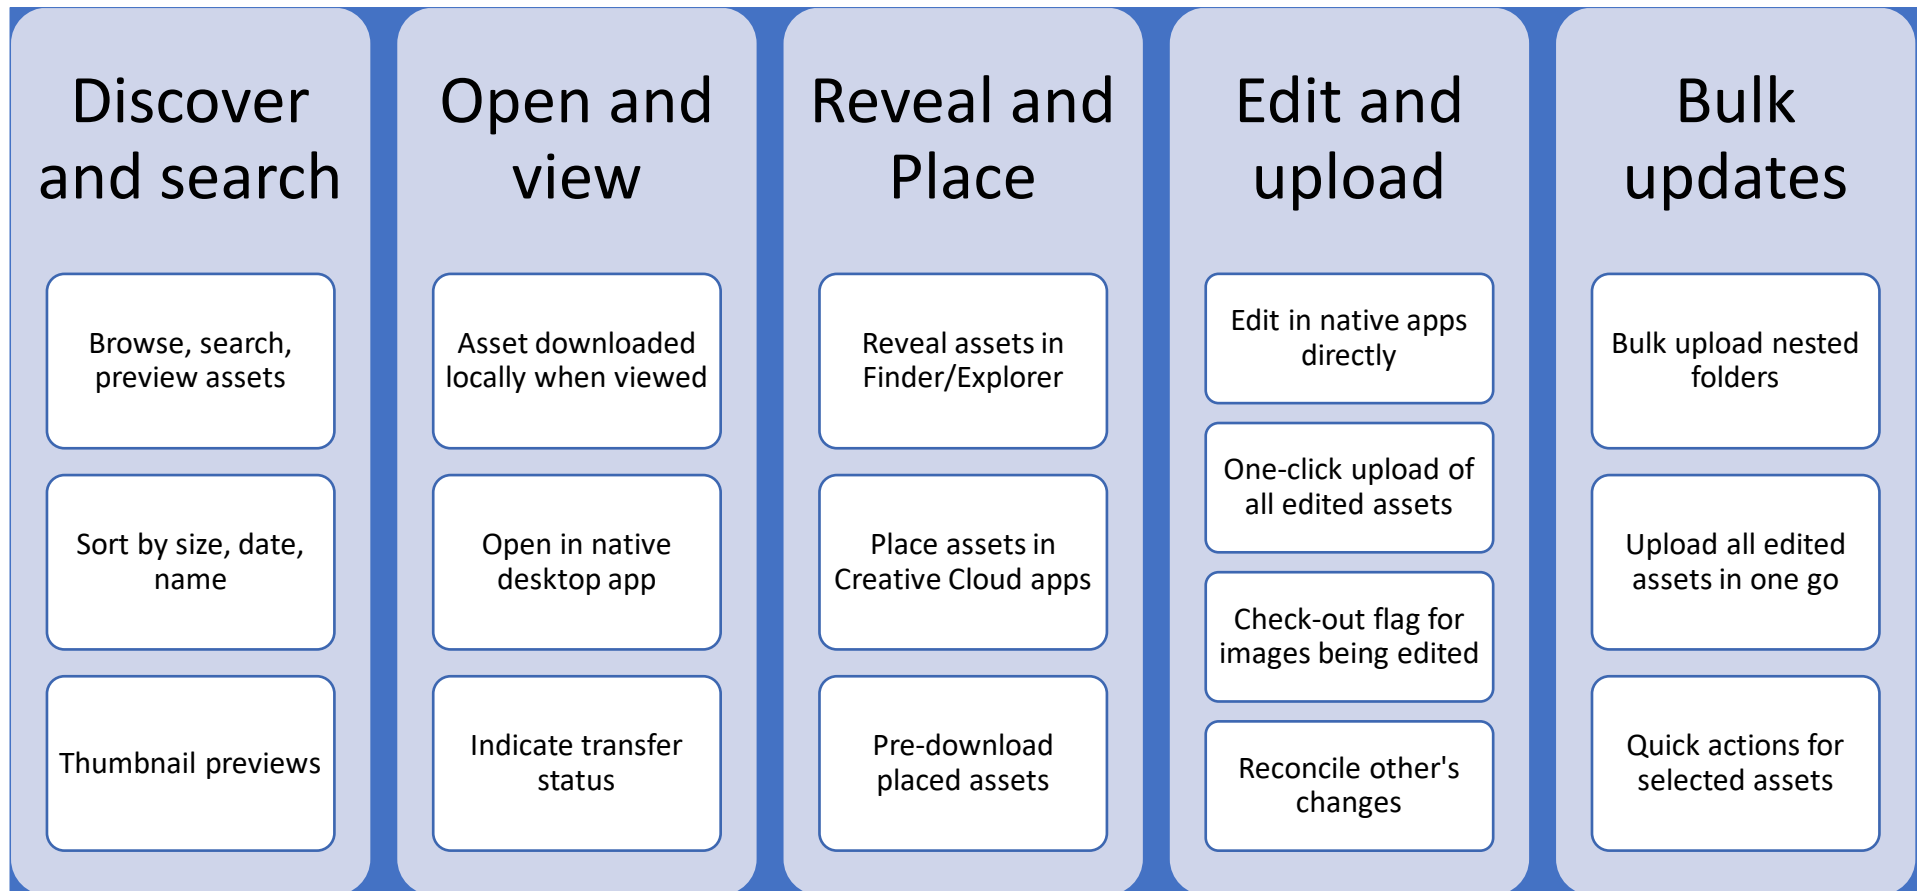 Discover
and search
Browse, search,
preview assets
Sort by size, date,
name
Thumbnail previews
Open and
view
Asset downloaded
locally when viewed
Open in native
desktop app
Indicate transfer
status
Reveal and
Place
Reveal assets in
Finder/Explorer
Place assets in
Creative Cloud apps
Pre-download
placed assets
Edit and
upload
Edit in native apps
directly
One-click upload of
all edited assets
Check-out flag for
images being edited
Reconcile other's
changes
Bulk
updates
Bulk upload nested
folders
Upload all edited
assets in one go
Quick actions for
selected assets